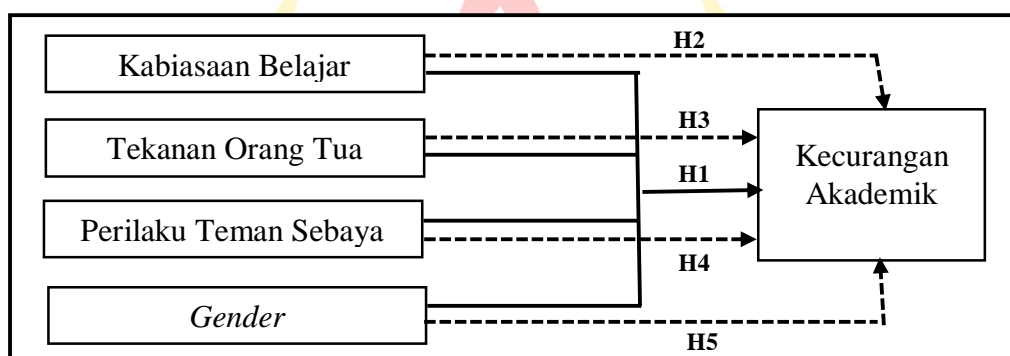 H2
Kabiasaan Belajar
H3
Tekanan Orang Tua
Kecurangan
Akademik
H1
Perilaku Teman Sebaya
H4
Gender
H5